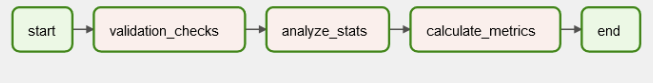 start validation_checks analyze_stats calculate_metrics end